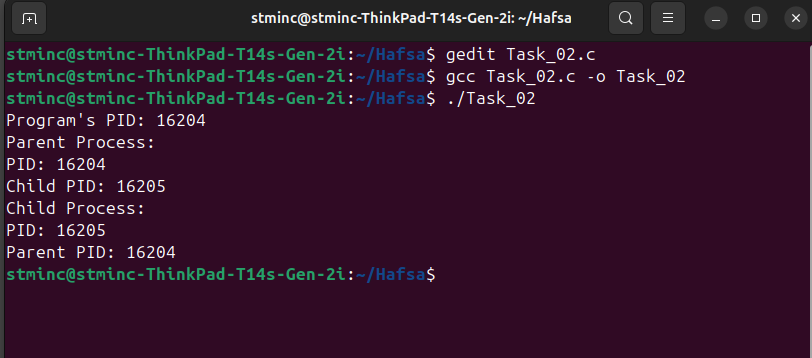 stminc@stminc-ThinkPad-T14s-Gen-2i: ~/Hafsa
stminc@stminc-ThinkPad-T14s-Gen-2i:~/Hafsa$ gedit Task_02.c
stminc@stminc-ThinkPad-T14s-Gen-2i:~/Hafsa$ gcc Task_02.c -o Task_02
stminc@stminc-ThinkPad-T14s-Gen-2i:~/Hafsa$ ./Task_02
Program's PID: 16204
Parent Process:
PID: 16204
Child PID: 16205
Child Process:
PID: 16205
Parent PID: 16204
stminc@stminc-ThinkPad-T14s-Gen-2i:~/Hafsa$